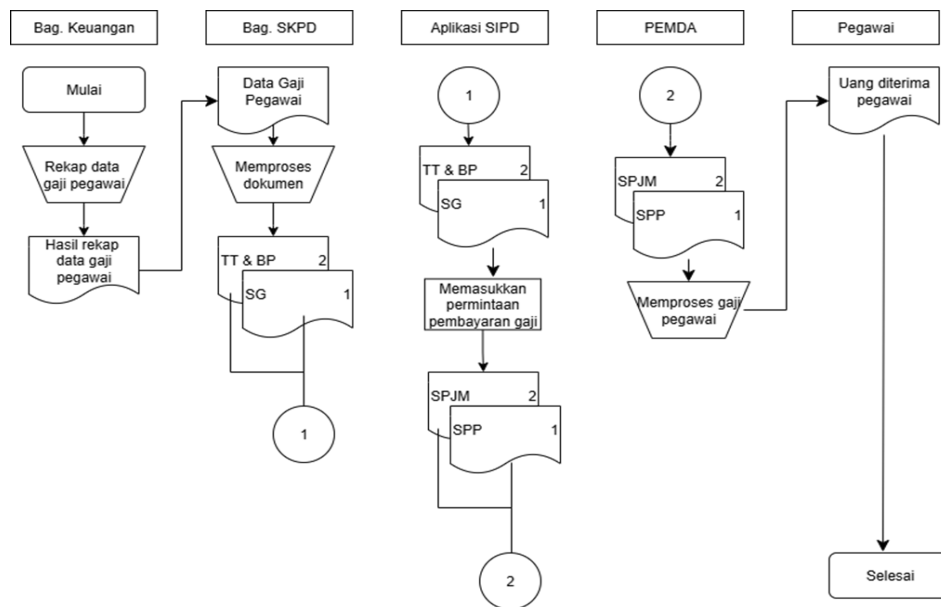 Bag. Keuangan
Bag. SKPD
Aplikasi SIPD
PEMDA
Pegawai
Mulai
Rekap data
gaji pegawai
Hasil rekap
data gaji
pegawai
Data Gaji
Pegawai
Memproses
dokumen
TT & BP 2
SG 1
1
1
TT & BP 2
SG 1
Memasukkan
permintaan
pembayaran gaji
SPJM 2
SPP 1
2
2
SPJM 2
SPP 1
Memproses gaji
pegawai
Uang diterima
pegawai
Selesai